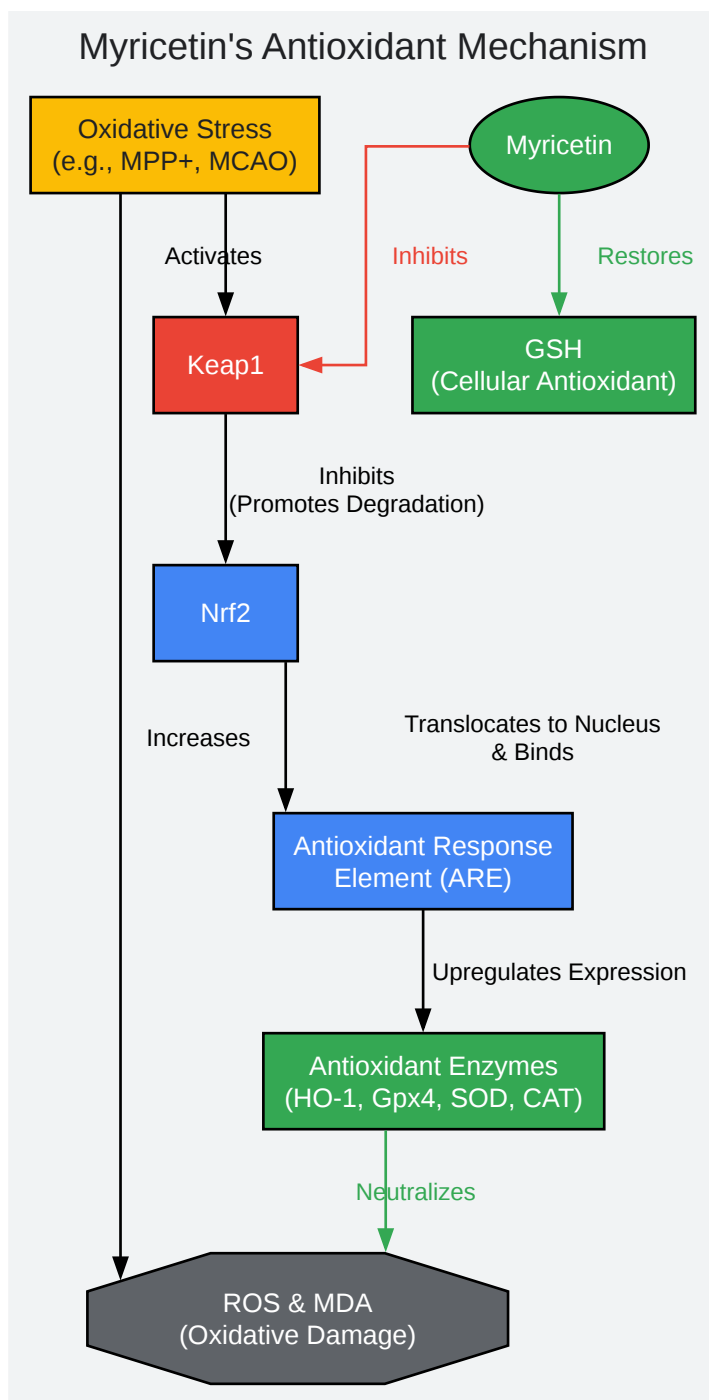 Myricetin's Antioxidant Mechanism
Oxidative Stress
(e.g., MPP+, MCAO)
Myricetin
Activates
Inhibits
Restores
Keap1
GSH
(Cellular Antioxidant)
Inhibits
(Promotes Degradation)
Nrf2
Increases
Translocates to Nucleus
& Binds
Antioxidant Response
Element (ARE)
Upregulates Expression
Antioxidant Enzymes
(HO-1, Gpx4, SOD, CAT)
Neutralizes
ROS & MDA
(Oxidative Damage)